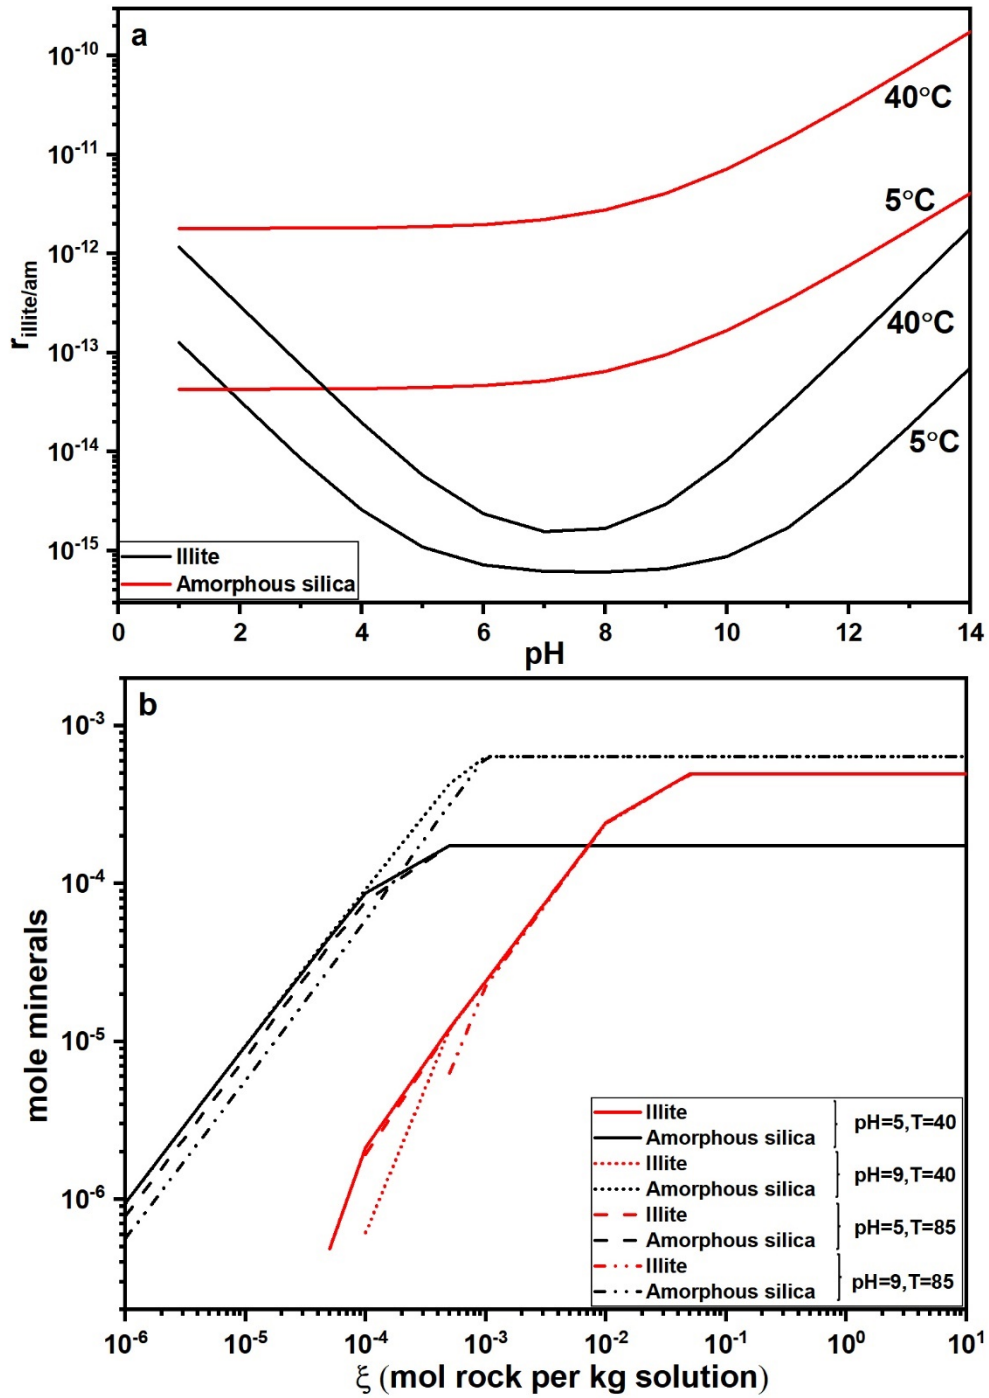 a
10⁻¹⁰
10⁻¹¹
10⁻¹²
10⁻¹³
10⁻¹⁴
10⁻¹⁵
r_illite/am
40°C
5°C
40°C
5°C
Illite
Amorphous silica
0 2 4 6 8 10 12 14
pH
b
10⁻³
10⁻⁴
10⁻⁵
10⁻⁶
mole minerals
Illite
Amorphous silica
pH=5,T=40
Illite
Amorphous silica
pH=9,T=40
Illite
Amorphous silica
pH=5,T=85
Illite
Amorphous silica
pH=9,T=85
10⁻⁶ 10⁻⁵ 10⁻⁴ 10⁻³ 10⁻² 10⁻¹ 10⁰ 10¹
ξ (mol rock per kg solution)